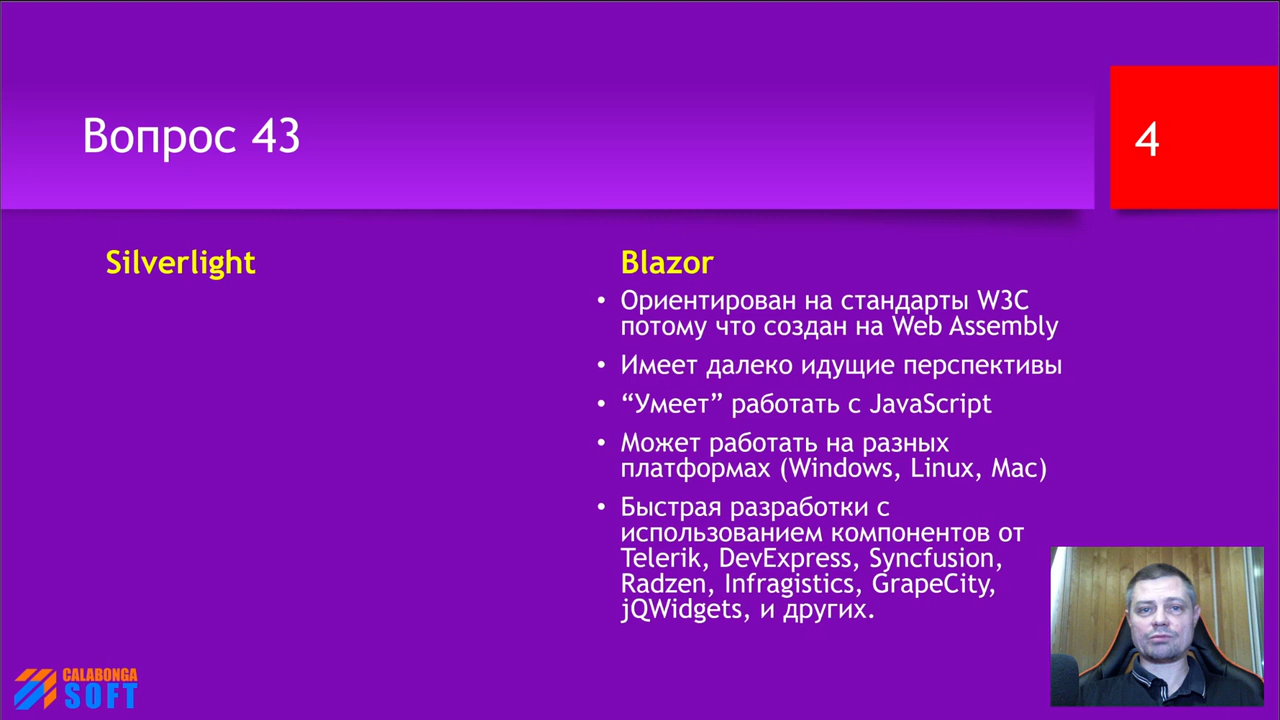 Вопрос 43
4
Silverlight
Blazor
• Ориентирован на стандарты W3C
потому что создан на Web Assembly
• Имеет далеко идущие перспективы
• “Умеет” работать с JavaScript
• Может работать на разных
платформах (Windows, Linux, Mac)
• Быстрая разработки с
использованием компонентов от
Telerik, DevExpress, Syncfusion,
Radzen, Infragistics, GrapeCity,
jQWidgets, и других.
CALABONGA
SOFT